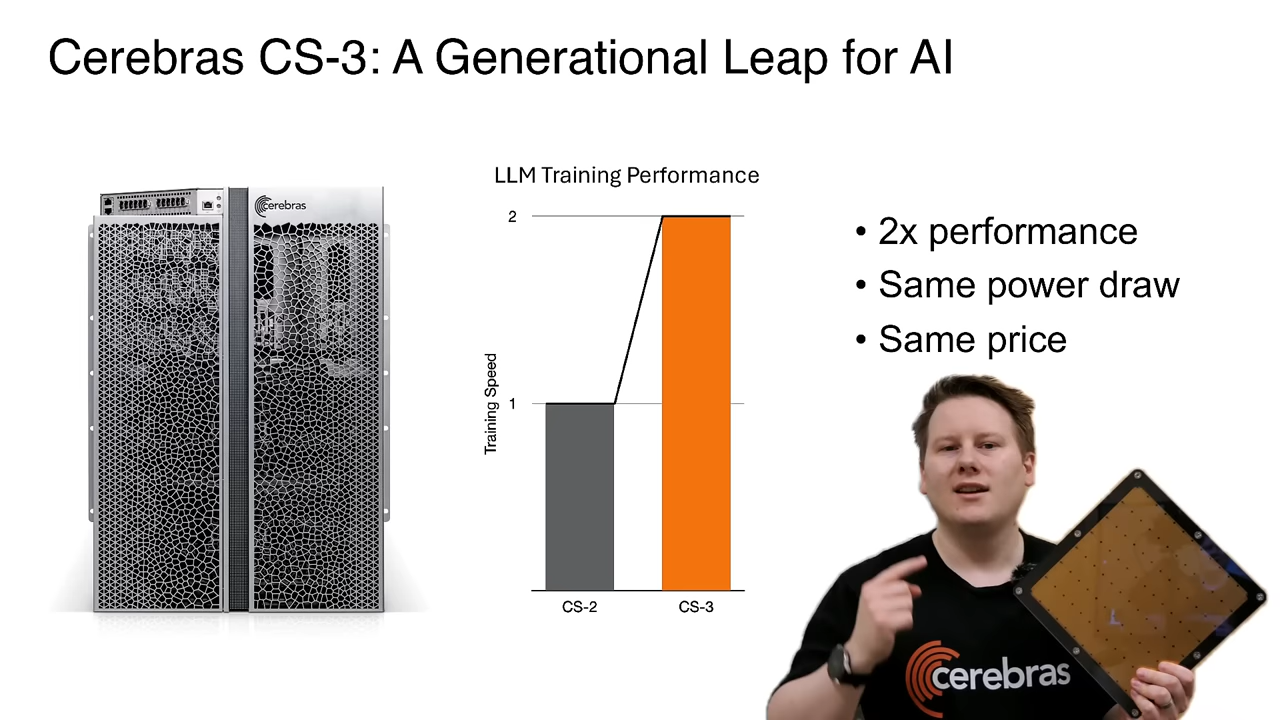 Cerebras CS-3: A Generational Leap for AI
cerebras
LLM Training Performance
2
1
Training Speed
CS-2
CS-3
• 2x performance
• Same power draw
• Same price
cerebras